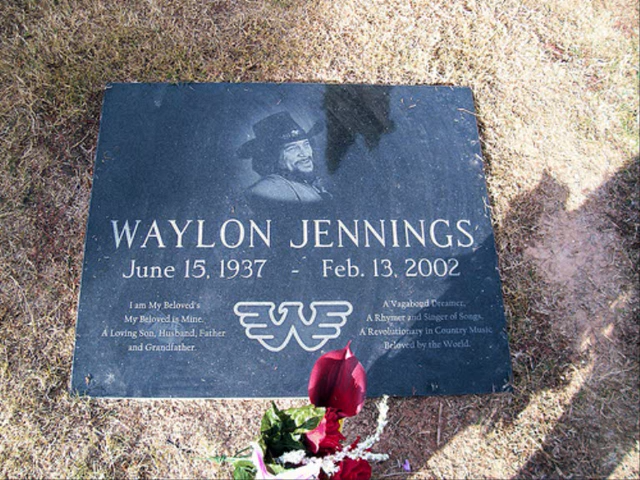 WAYLON JENNINGS
June 15, 1937 - Feb. 13, 2002
I am My Beloved's
My Beloved is Mine.
A Loving Son, Husband, Father
and Grandfather.
A Vagabond Dreamer,
A Rhymer and Singer of Songs,
A Revolutionary in Country Music,
Beloved by the World.